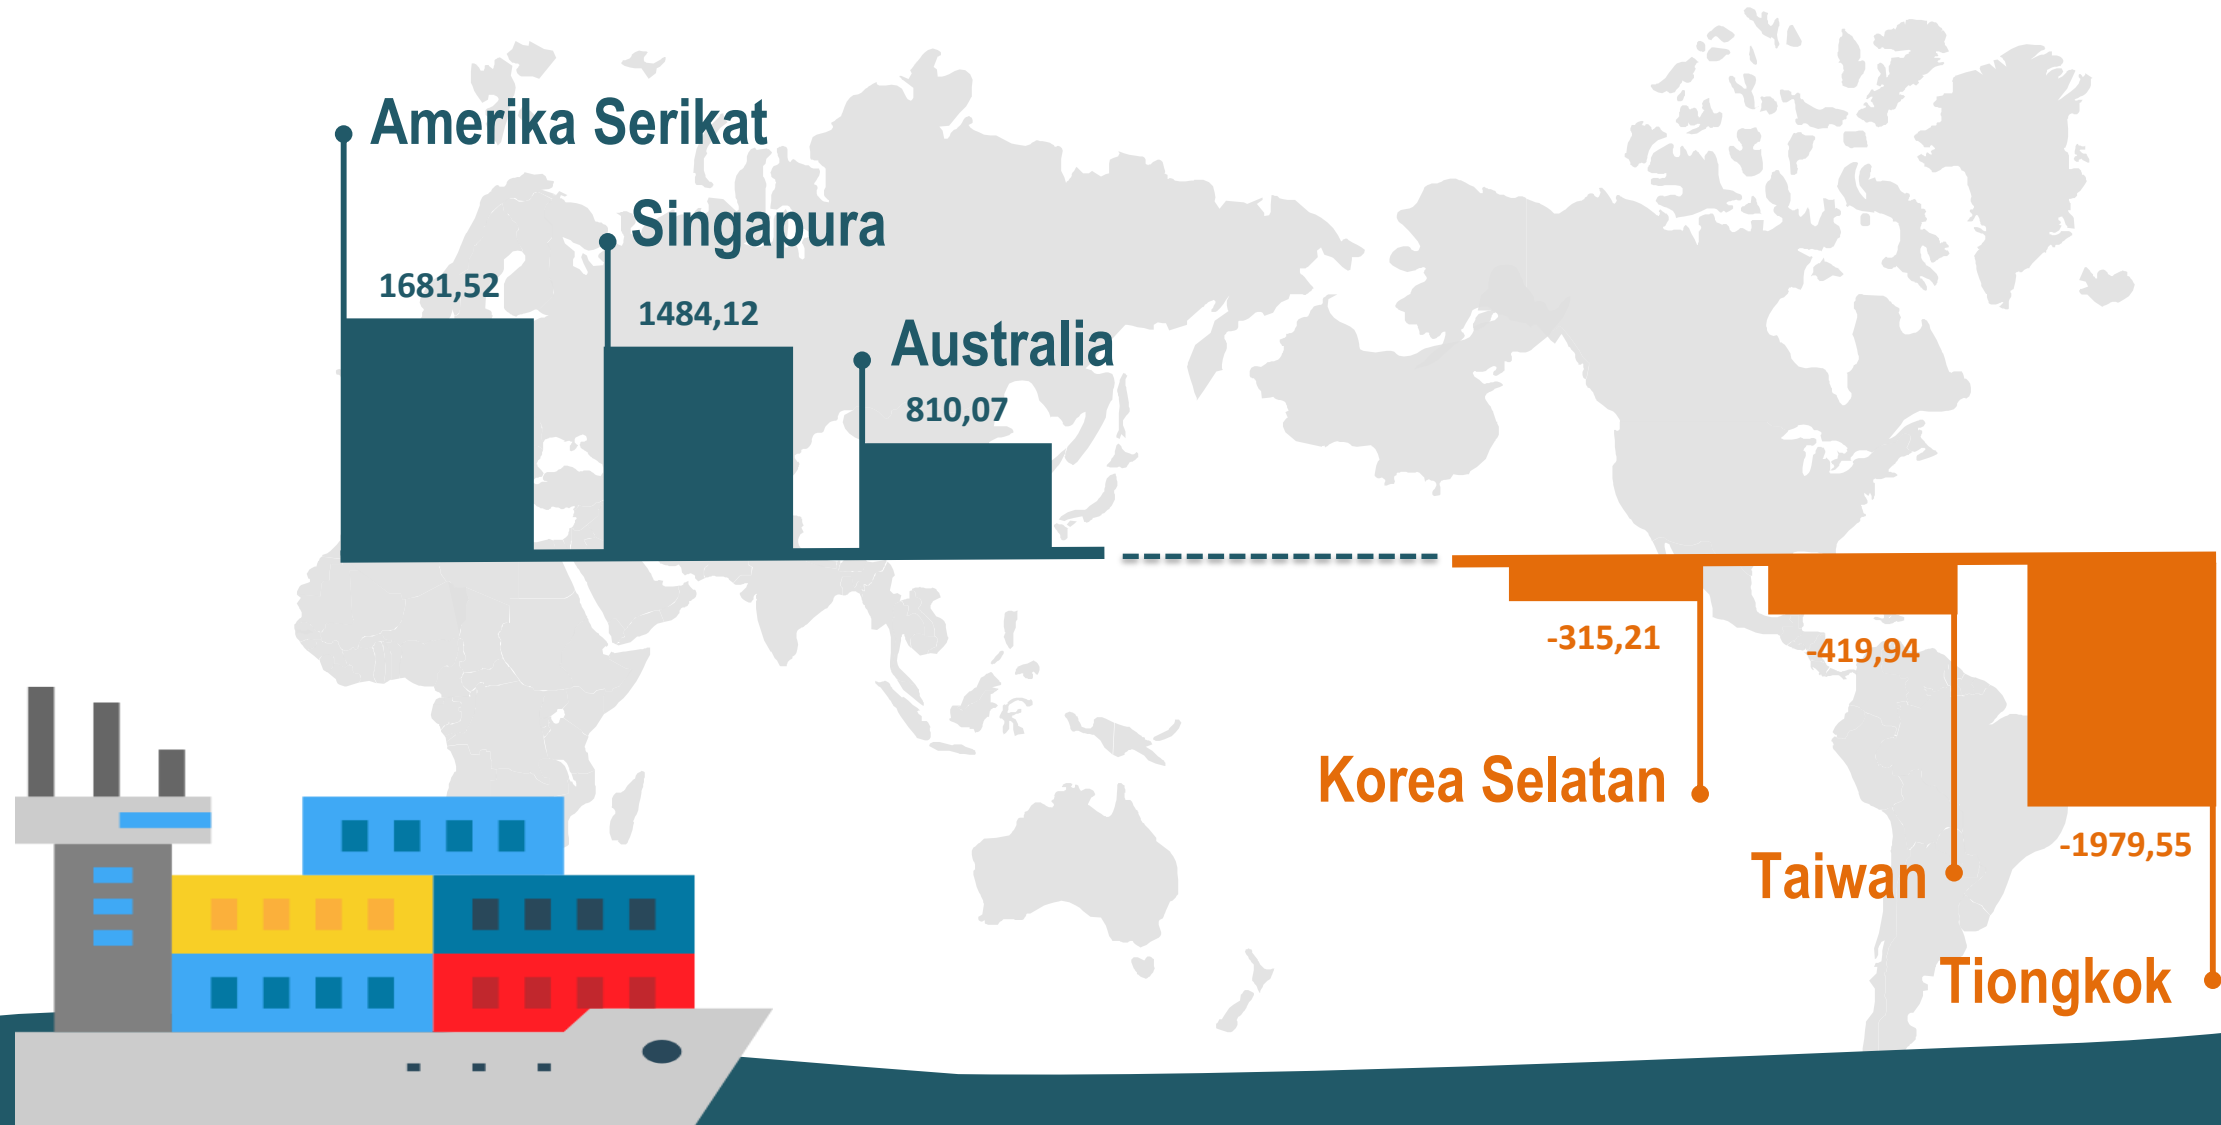 Amerika Serikat
1681,52
Singapura
1484,12
Australia
810,07
-315,21
Korea Selatan
-419,94
Taiwan
-1979,55
Tiongkok